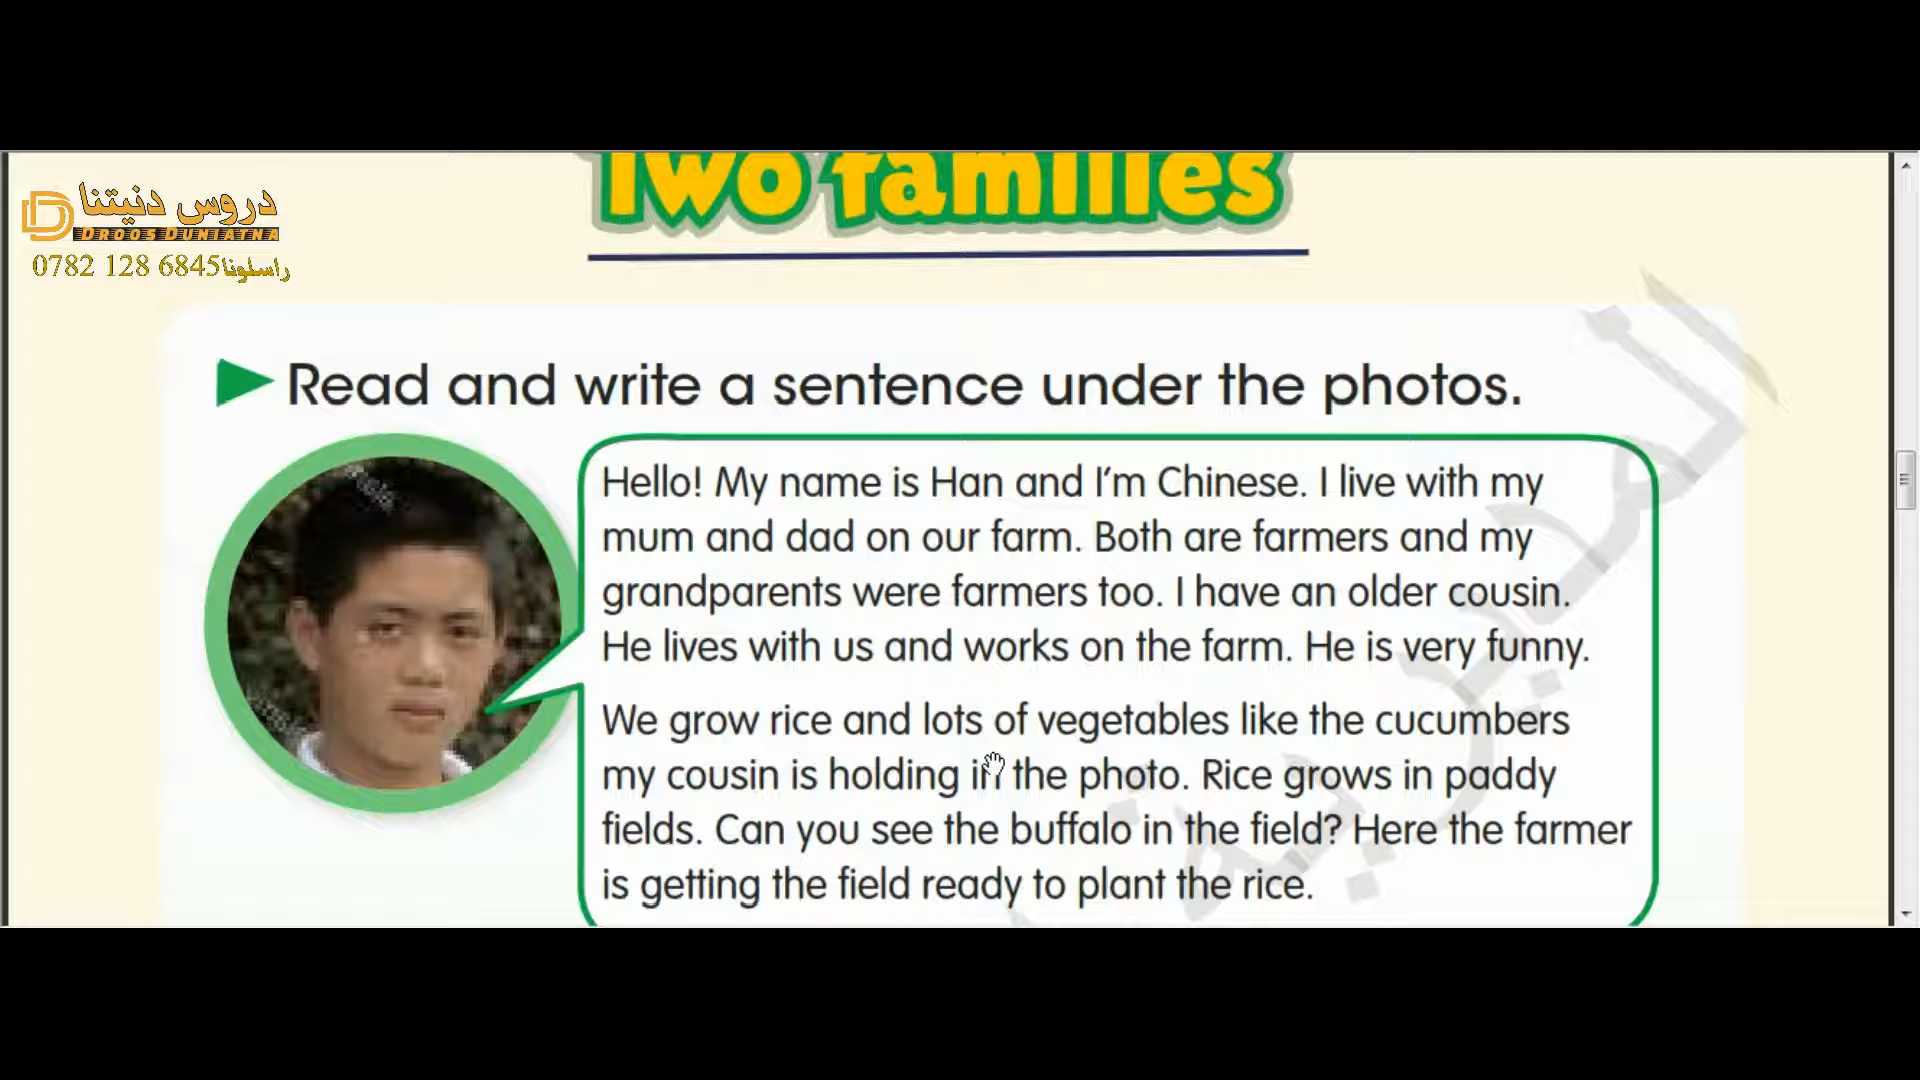 Two families
دروس دنيتنا
DROOS DUNIATNA
0782 128 6845راسلونا
Read and write a sentence under the photos.
Hello! My name is Han and I’m Chinese. I live with my
mum and dad on our farm. Both are farmers and my
grandparents were farmers too. I have an older cousin.
He lives with us and works on the farm. He is very funny.
We grow rice and lots of vegetables like the cucumbers
my cousin is holding in the photo. Rice grows in paddy
fields. Can you see the buffalo in the field? Here the farmer
is getting the field ready to plant the rice.